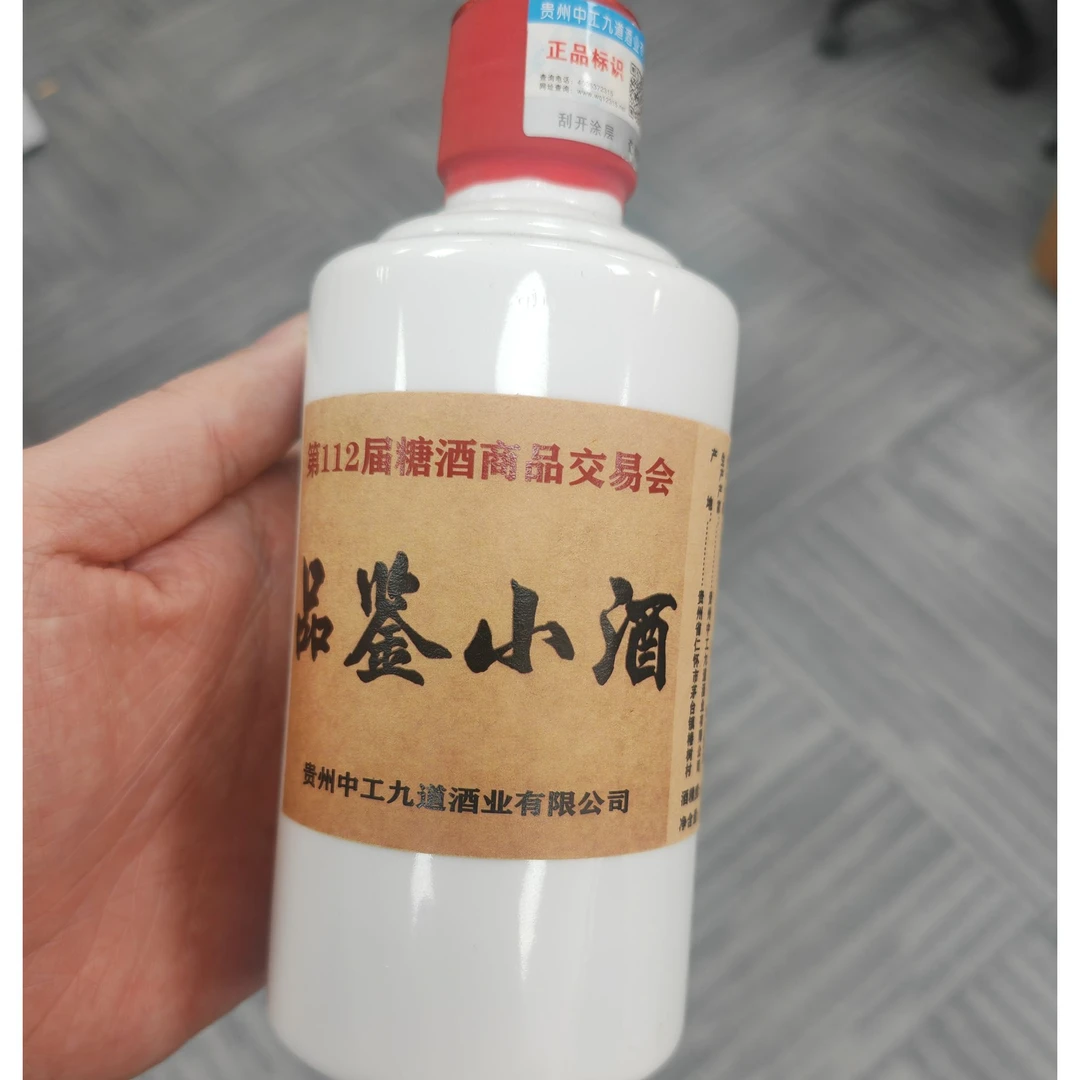 贵州中工九道酒业
正品标识
刮开涂层
第112届糖酒商品交易会
品鉴小酒
贵州中工九道酒业有限公司
产地
贵州省仁怀市茅台镇